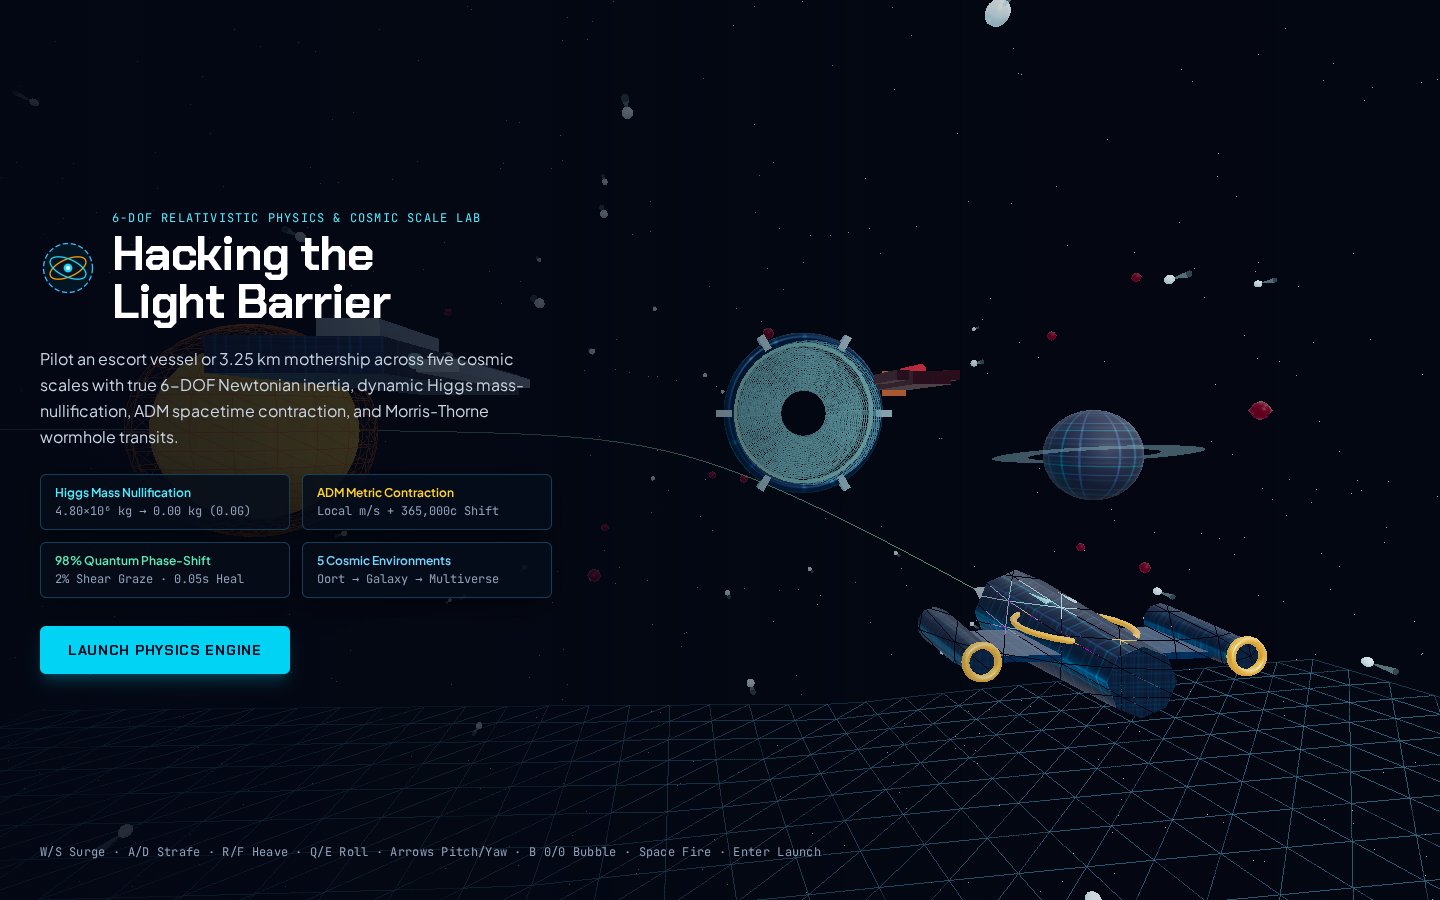 6-DOF RELATIVISTIC PHYSICS & COSMIC SCALE LAB
Hacking the
Light Barrier
Pilot an escort vessel or 3.25 km mothership across five cosmic
scales with true 6–DOF Newtonian inertia, dynamic Higgs mass-
nullification, ADM spacetime contraction, and Morris-Thorne
wormhole transits.
Higgs Mass Nullification
4.80×10⁶ kg → 0.00 kg (0.0G)
ADM Metric Contraction
Local m/s + 365,000c Shift
98% Quantum Phase-Shift
2% Shear Graze · 0.05s Heal
5 Cosmic Environments
Oort → Galaxy → Multiverse
LAUNCH PHYSICS ENGINE
W/S Surge · A/D Strafe · R/F Heave · Q/E Roll · Arrows Pitch/Yaw · B 0/0 Bubble · Space Fire · Enter Launch